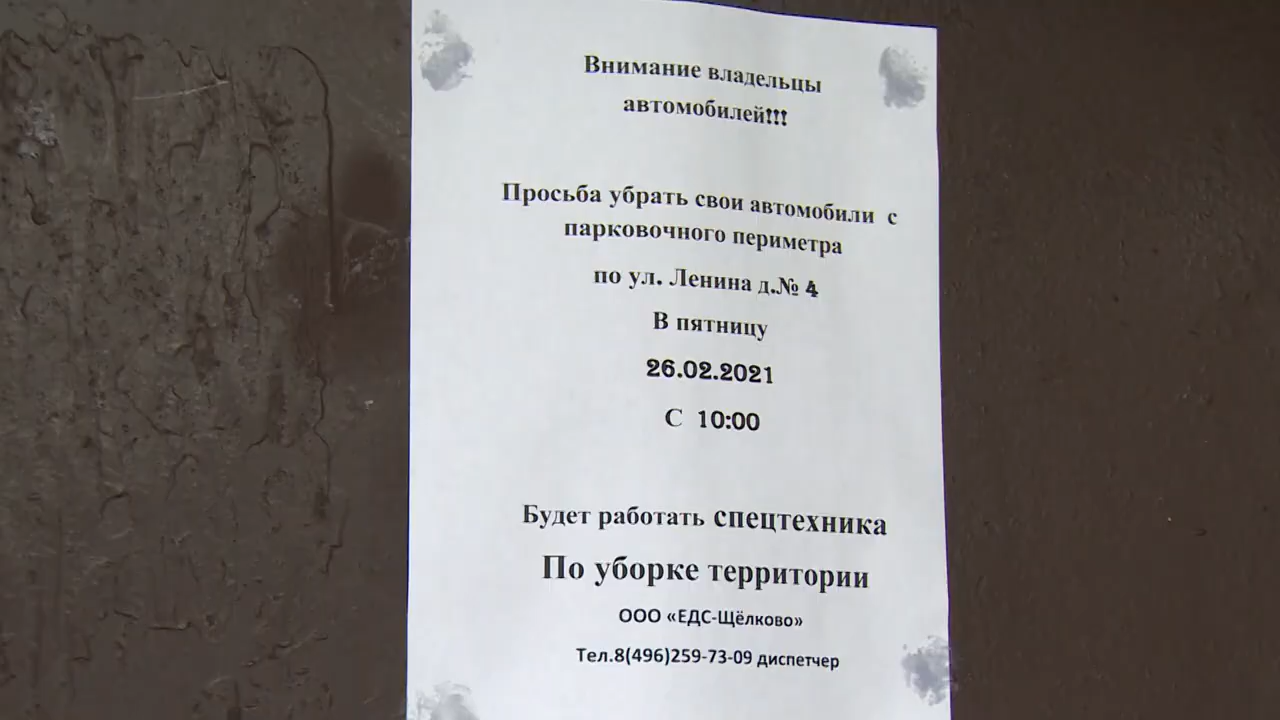 Внимание владельцы
автомобилей!!!
Просьба убрать свои автомобили с
парковочного периметра
по ул. Ленина д.№ 4
В пятницу
26.02.2021
С 10:00
Будет работать спецтехника
По уборке территории
ООО «ЕДС-Щёлково»
Тел.8(496)259-73-09 диспетчер